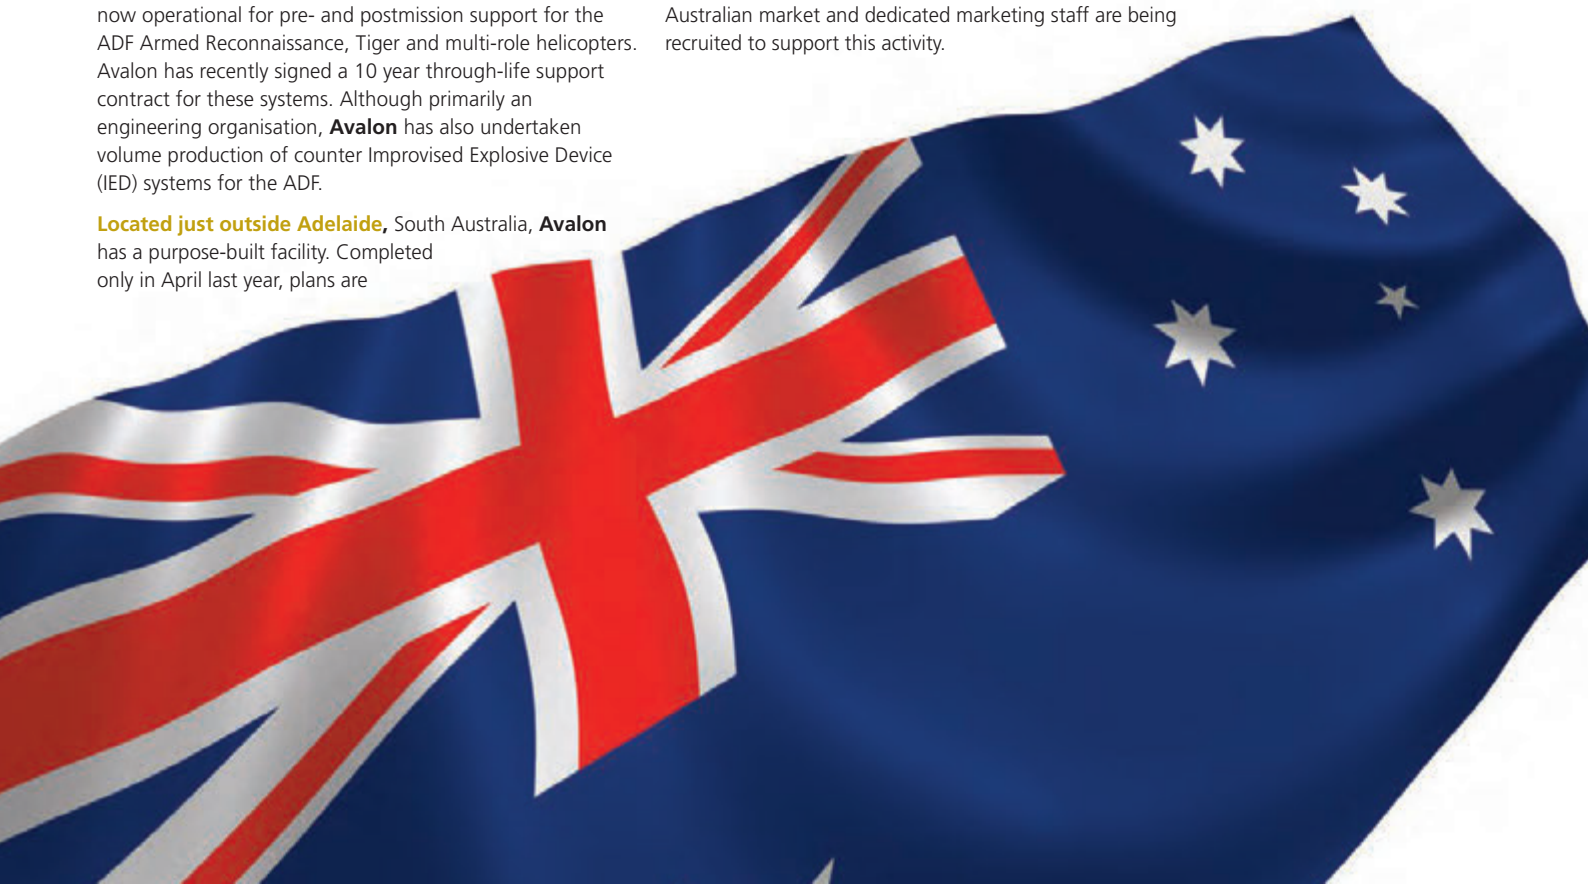 now operational for pre- and postmission support for the
ADF Armed Reconnaissance, Tiger and multi-role helicopters.
Avalon has recently signed a 10 year through-life support
contract for these systems. Although primarily an
engineering organisation, Avalon has also undertaken
volume production of counter Improvised Explosive Device
(IED) systems for the ADF.
Located just outside Adelaide, South Australia, Avalon
has a purpose-built facility. Completed
only in April last year, plans are
Australian market and dedicated marketing staff are being
recruited to support this activity.